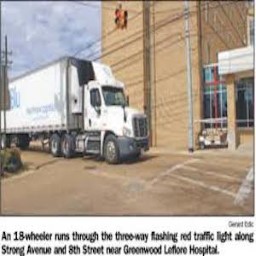 Gerard Edic
An 18-wheeler runs through the three-way flashing red traffic light along
Strong Avenue and 8th Street near Greenwood Leflore Hospital.